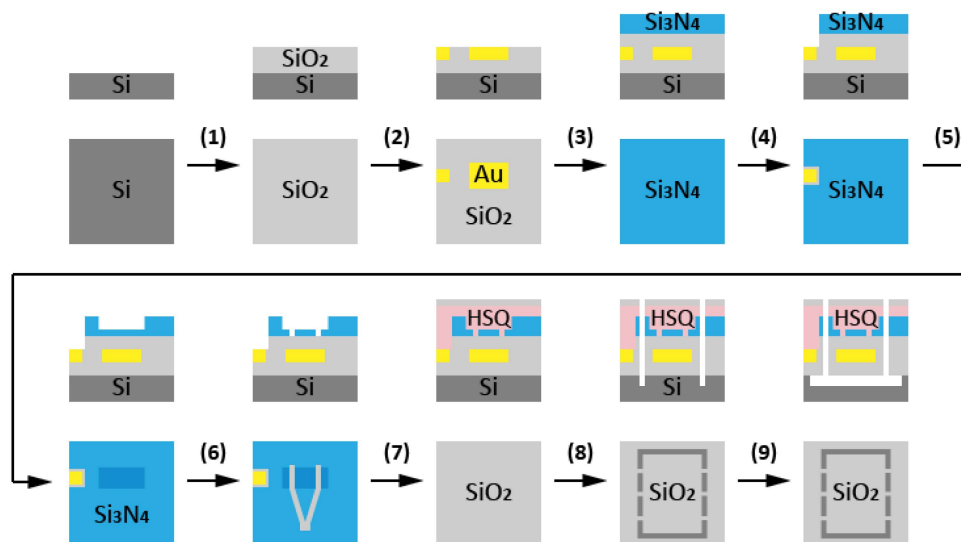 Si₃N₄
Si₃N₄
SiO₂
Si
Si
Si
Si
Si
(1)
(2)
(3)
(4)
(5)
Si
SiO₂
Au
SiO₂
Si₃N₄
Si₃N₄
HSQ
HSQ
HSQ
Si
Si
Si
Si
(6)
(7)
(8)
(9)
Si₃N₄
SiO₂
SiO₂
SiO₂